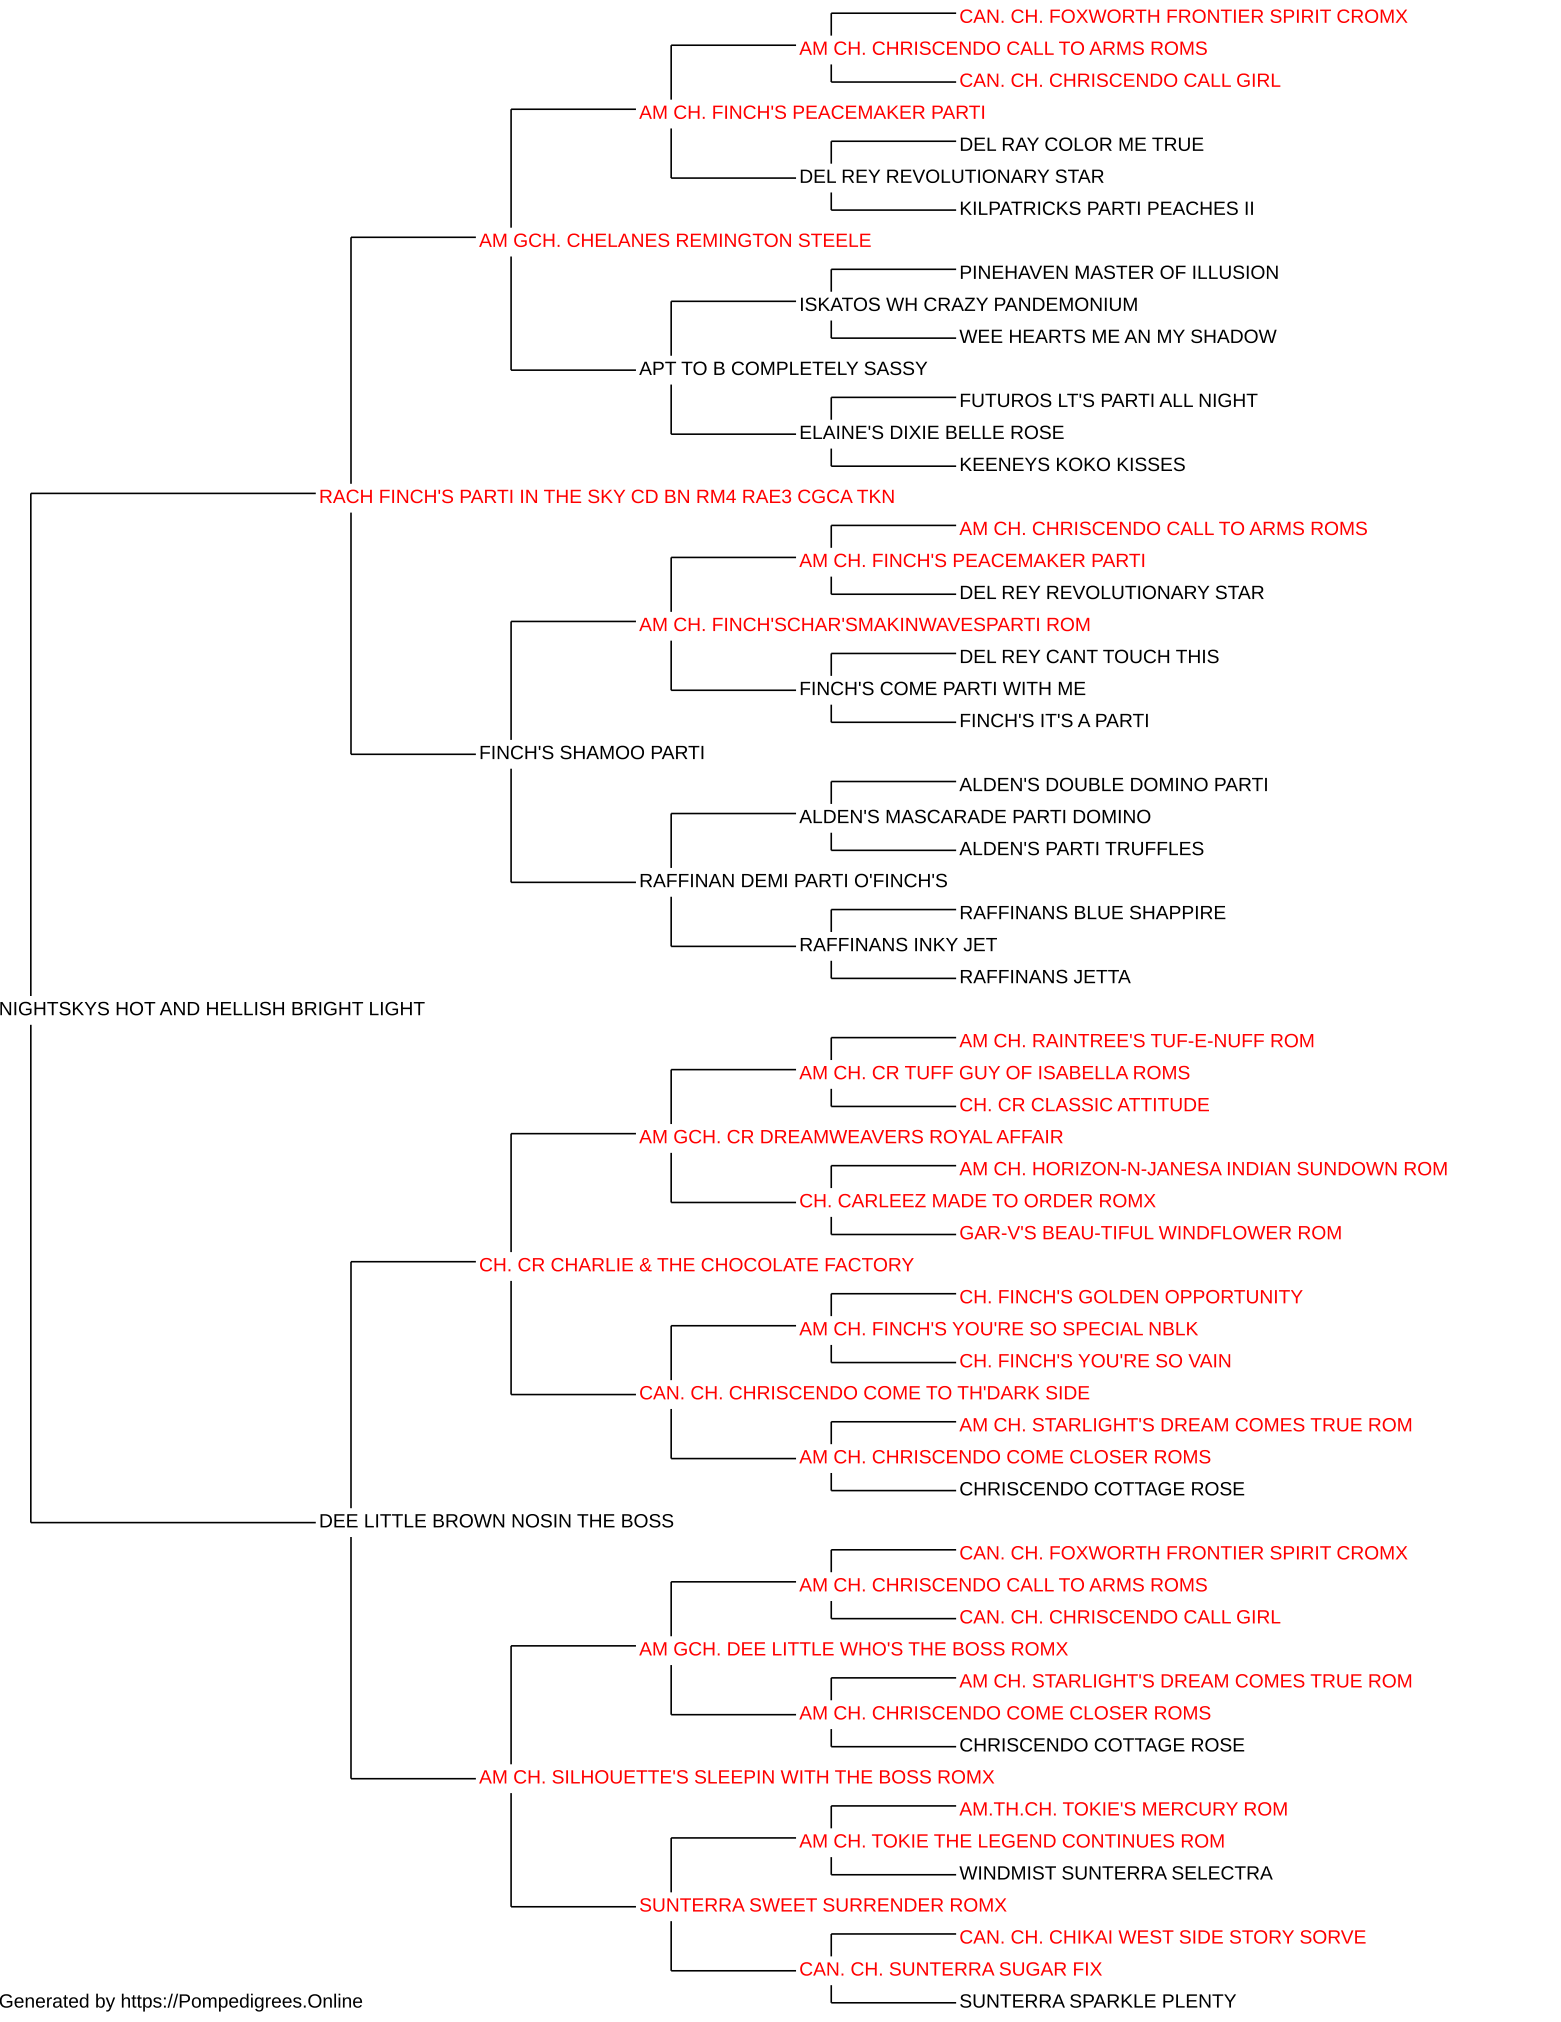 CAN. CH. FOXWORTH FRONTIER SPIRIT CROMX
AM CH. CHRISCENDO CALL TO ARMS ROMS
CAN. CH. CHRISCENDO CALL GIRL
AM CH. FINCH'S PEACEMAKER PARTI
DEL RAY COLOR ME TRUE
DEL REY REVOLUTIONARY STAR
KILPATRICKS PARTI PEACHES II
AM GCH. CHELANES REMINGTON STEELE
PINEHAVEN MASTER OF ILLUSION
ISKATOS WH CRAZY PANDEMONIUM
WEE HEARTS ME AN MY SHADOW
APT TO B COMPLETELY SASSY
FUTUROS LT'S PARTI ALL NIGHT
ELAINE'S DIXIE BELLE ROSE
KEENEYS KOKO KISSES
RACH FINCH'S PARTI IN THE SKY CD BN RM4 RAE3 CGCA TKN
AM CH. CHRISCENDO CALL TO ARMS ROMS
AM CH. FINCH'S PEACEMAKER PARTI
DEL REY REVOLUTIONARY STAR
AM CH. FINCH'SCHAR'SMAKINWAVESPARTI ROM
DEL REY CANT TOUCH THIS
FINCH'S COME PARTI WITH ME
FINCH'S IT'S A PARTI
FINCH'S SHAMOO PARTI
ALDEN'S DOUBLE DOMINO PARTI
ALDEN'S MASCARADE PARTI DOMINO
ALDEN'S PARTI TRUFFLES
RAFFINAN DEMI PARTI O'FINCH'S
RAFFINANS BLUE SHAPPIRE
RAFFINANS INKY JET
RAFFINANS JETTA
NIGHTSKYS HOT AND HELLISH BRIGHT LIGHT
AM CH. RAINTREE'S TUF-E-NUFF ROM
AM CH. CR TUFF GUY OF ISABELLA ROMS
CH. CR CLASSIC ATTITUDE
AM GCH. CR DREAMWEAVERS ROYAL AFFAIR
AM CH. HORIZON-N-JANESA INDIAN SUNDOWN ROM
CH. CARLEEZ MADE TO ORDER ROMX
GAR-V'S BEAU-TIFUL WINDFLOWER ROM
CH. CR CHARLIE & THE CHOCOLATE FACTORY
CH. FINCH'S GOLDEN OPPORTUNITY
AM CH. FINCH'S YOU'RE SO SPECIAL NBLK
CH. FINCH'S YOU'RE SO VAIN
CAN. CH. CHRISCENDO COME TO TH'DARK SIDE
AM CH. STARLIGHT'S DREAM COMES TRUE ROM
AM CH. CHRISCENDO COME CLOSER ROMS
CHRISCENDO COTTAGE ROSE
DEE LITTLE BROWN NOSIN THE BOSS
CAN. CH. FOXWORTH FRONTIER SPIRIT CROMX
AM CH. CHRISCENDO CALL TO ARMS ROMS
CAN. CH. CHRISCENDO CALL GIRL
AM GCH. DEE LITTLE WHO'S THE BOSS ROMX
AM CH. STARLIGHT'S DREAM COMES TRUE ROM
AM CH. CHRISCENDO COME CLOSER ROMS
CHRISCENDO COTTAGE ROSE
AM CH. SILHOUETTE'S SLEEPIN WITH THE BOSS ROMX
AM.TH.CH. TOKIE'S MERCURY ROM
AM CH. TOKIE THE LEGEND CONTINUES ROM
WINDMIST SUNTERRA SELECTRA
SUNTERRA SWEET SURRENDER ROMX
CAN. CH. CHIKAI WEST SIDE STORY SORVE
CAN. CH. SUNTERRA SUGAR FIX
SUNTERRA SPARKLE PLENTY
Generated by https://Pompedigrees.Online